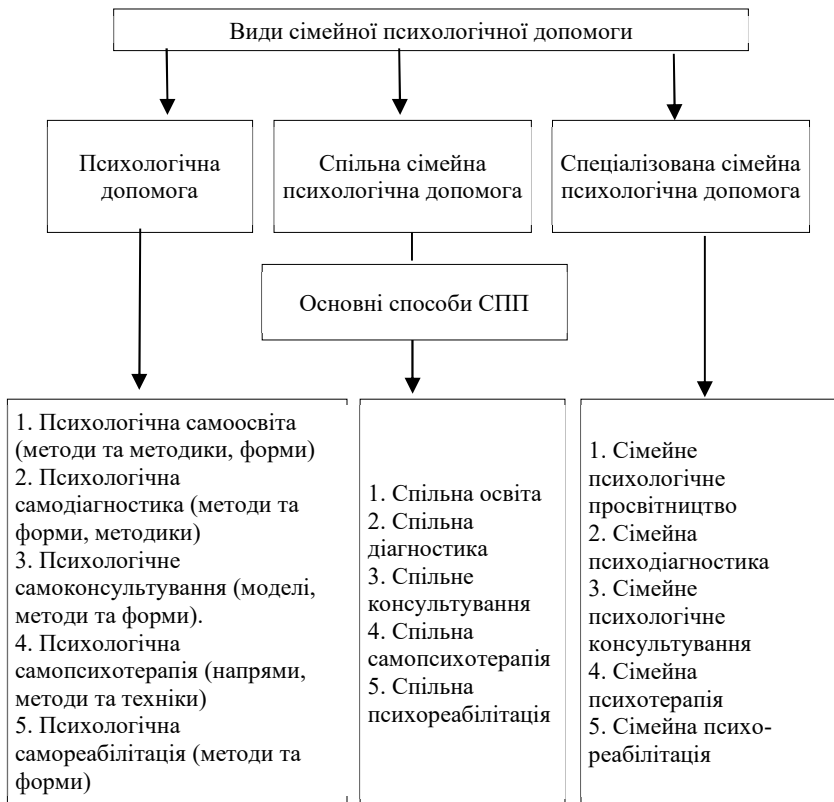 Види сімейної психологічної допомоги
Психологічна
допомога
Спільна сімейна
психологічна допомога
Спеціалізована сімейна
психологічна допомога
Основні способи СПП
1. Психологічна самоосвіта
(методи та методики, форми)
2. Психологічна
самодіагностика (методи та
форми, методики)
3. Психологічне
самоконсультування (моделі,
методи та форми).
4. Психологічна
самопсихотерапія (напрями,
методи та техніки)
5. Психологічна
самореабілітація (методи та
форми)
1. Спільна освіта
2. Спільна
діагностика
3. Спільне
консультування
4. Спільна
самопсихотерапія
5. Спільна
психореабілітація
1. Сімейне
психологічне
просвітництво
2. Сімейна
психодіагностика
3. Сімейне
психологічне
консультування
4. Сімейна
психотерапія
5. Сімейна психо-
реабілітація